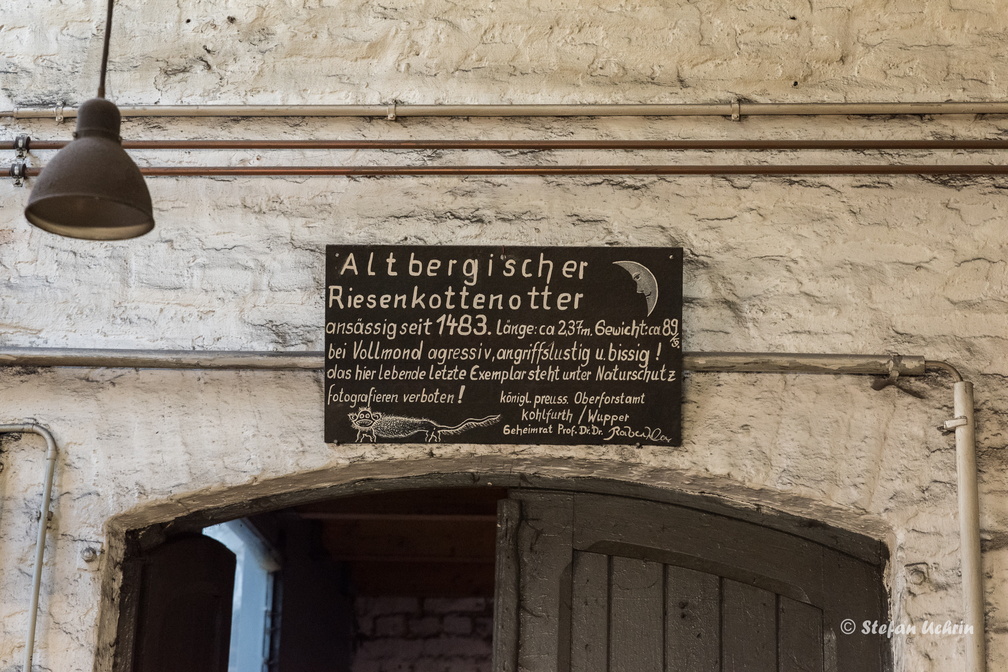 Altbergischer
Riesenkottenotter
ansässig seit 1483. Länge: ca 2,37m. Gewicht: ca 89
bei Vollmond agressiv, angriffslustig u. bissig!
das hier lebende letzte Exemplar steht unter Naturschutz
fotografieren verboten! königl. preuss. Oberforstamt
Kohlfurth / Wupper
Geheimrat Prof. Dr. Dr.
© Stefan Uchrin